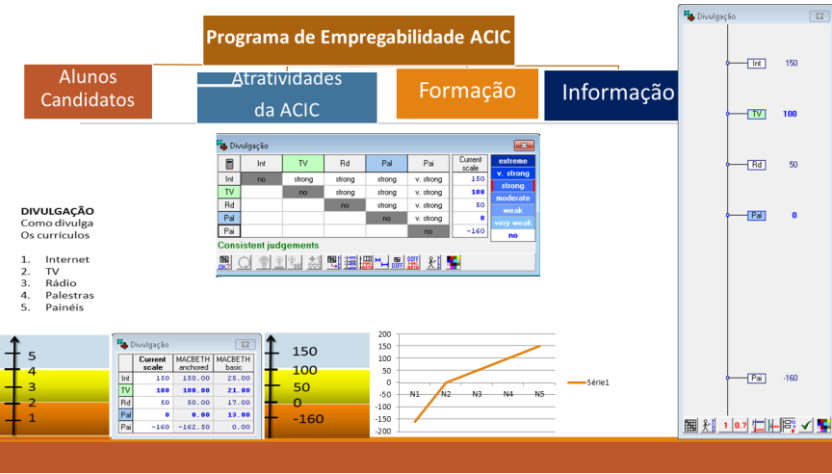 Programa de Empregabilidade ACIC
Alunos
Candidatos
Atratividades
da ACIC
Formação
Informação
Divulgação
Int TV Rd Pal Pai Current scale
Int no strong strong strong v. strong 150
TV no strong strong v. strong 100
Rd no strong v. strong 50
Pal no v. strong 0
Pai no -160
extreme
v. strong
strong
moderate
weak
very weak
no
Consistent judgements
DIVULGAÇÃO
Como divulga
Os currículos
1. Internet
2. TV
3. Rádio
4. Palestras
5. Painéis
5
4
3
2
1
Divulgação
Current scale MACBETH anchored MACBETH basic
Int 150 150.00 25.00
TV 100 100.00 21.00
Rd 50 50.00 17.00
Pal 0 0.00 13.00
Pai -160 -162.50 0.00
150
100
50
0
-160
200
150
100
50
0
-50
-100
-150
-200
N1 N2 N3 N4 N5
Série1
Divulgação
Int 150
TV 100
Rd 50
Pal 0
Pai -160
1 0.?